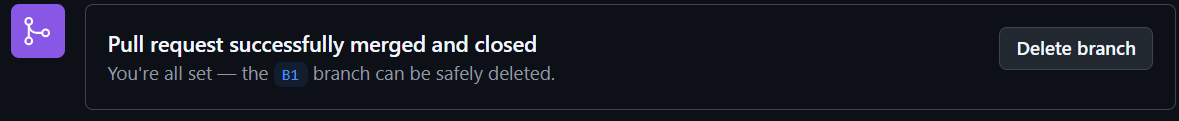 Pull request successfully merged and closed
Delete branch
You're all set — the B1 branch can be safely deleted.